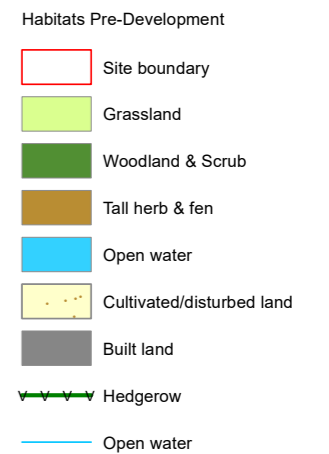 Habitats Pre-Development
Site boundary
Grassland
Woodland & Scrub
Tall herb & fen
Open water
Cultivated/disturbed land
Built land
Hedgerow
Open water